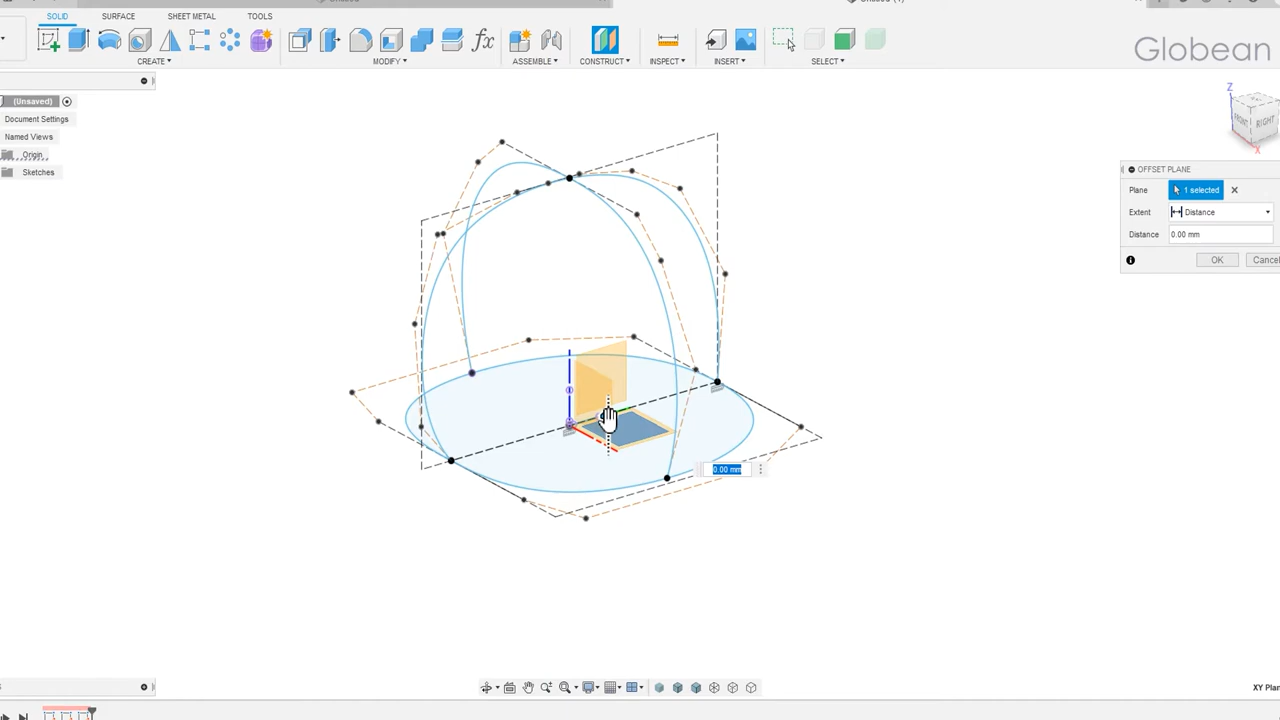 SOLID SURFACE SHEET METAL TOOLS
CREATE MODIFY ASSEMBLE CONSTRUCT INSPECT INSERT SELECT
Globean
(Unsaved)
Document Settings
Named Views
Origin
Sketches
Z
FRONT RIGHT
X
OFFSET PLANE
Plane 1 selected
Extent Distance
Distance 0.00 mm
OK Cancel
0.00 mm
XY Plan